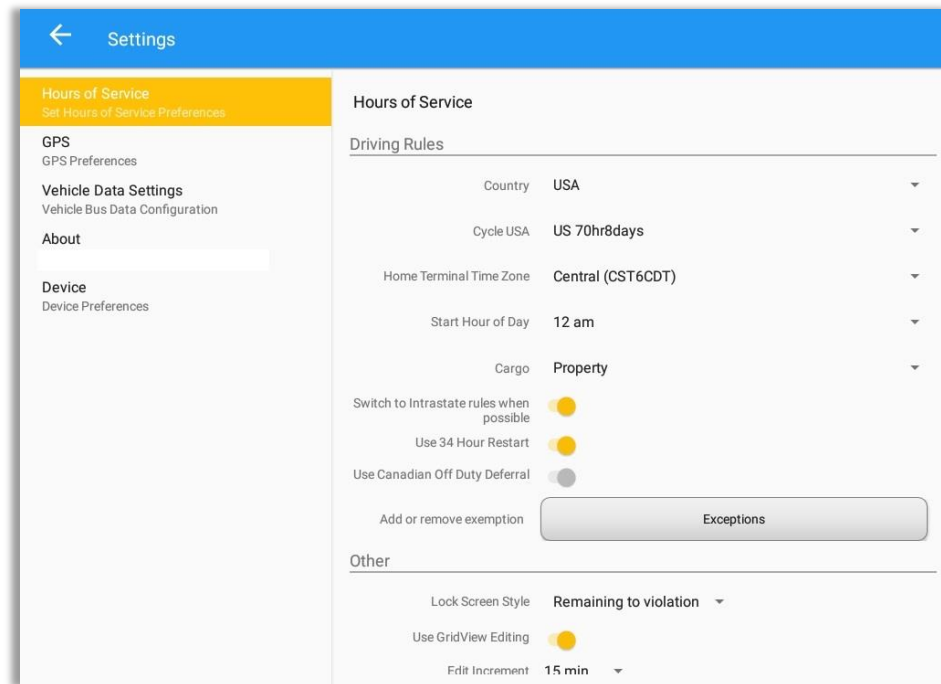 Settings
Hours of Service
Set Hours of Service Preferences
GPS
GPS Preferences
Vehicle Data Settings
Vehicle Bus Data Configuration
About
Device
Device Preferences
Hours of Service
Driving Rules
Country USA
Cycle USA US 70hr8days
Home Terminal Time Zone Central (CST6CDT)
Start Hour of Day 12 am
Cargo Property
Switch to Intrastate rules when
possible
Use 34 Hour Restart
Use Canadian Off Duty Deferral
Add or remove exemption Exceptions
Other
Lock Screen Style Remaining to violation
Use GridView Editing
Edit Increment 15 min